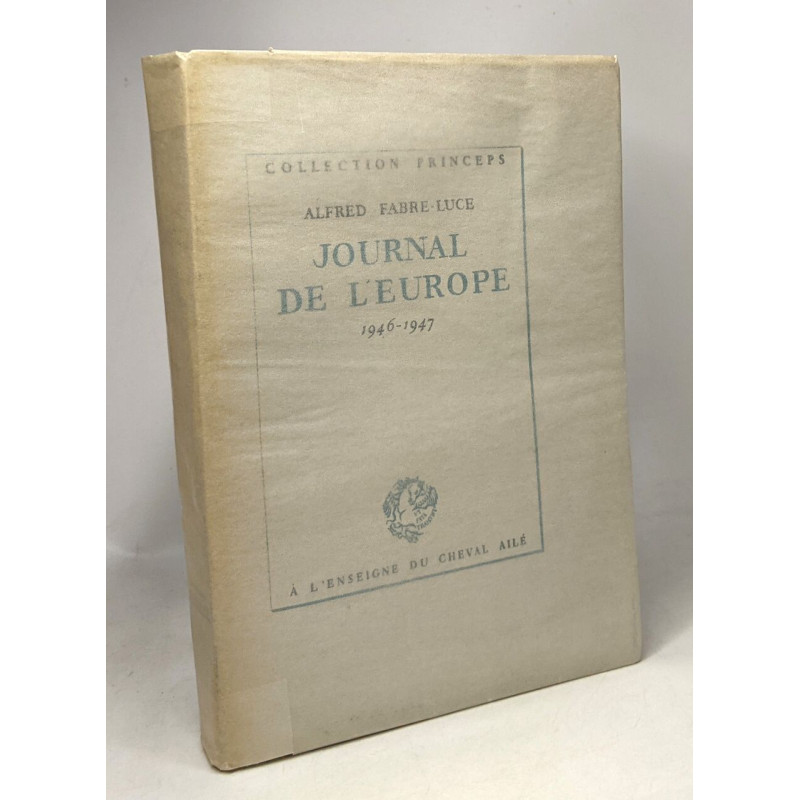 COLLECTION PRINCEPS
ALFRED FABRE-LUCE
JOURNAL
DE L'EUROPE
1946-1947
À L'ENSEIGNE DU CHEVAL AILÉ